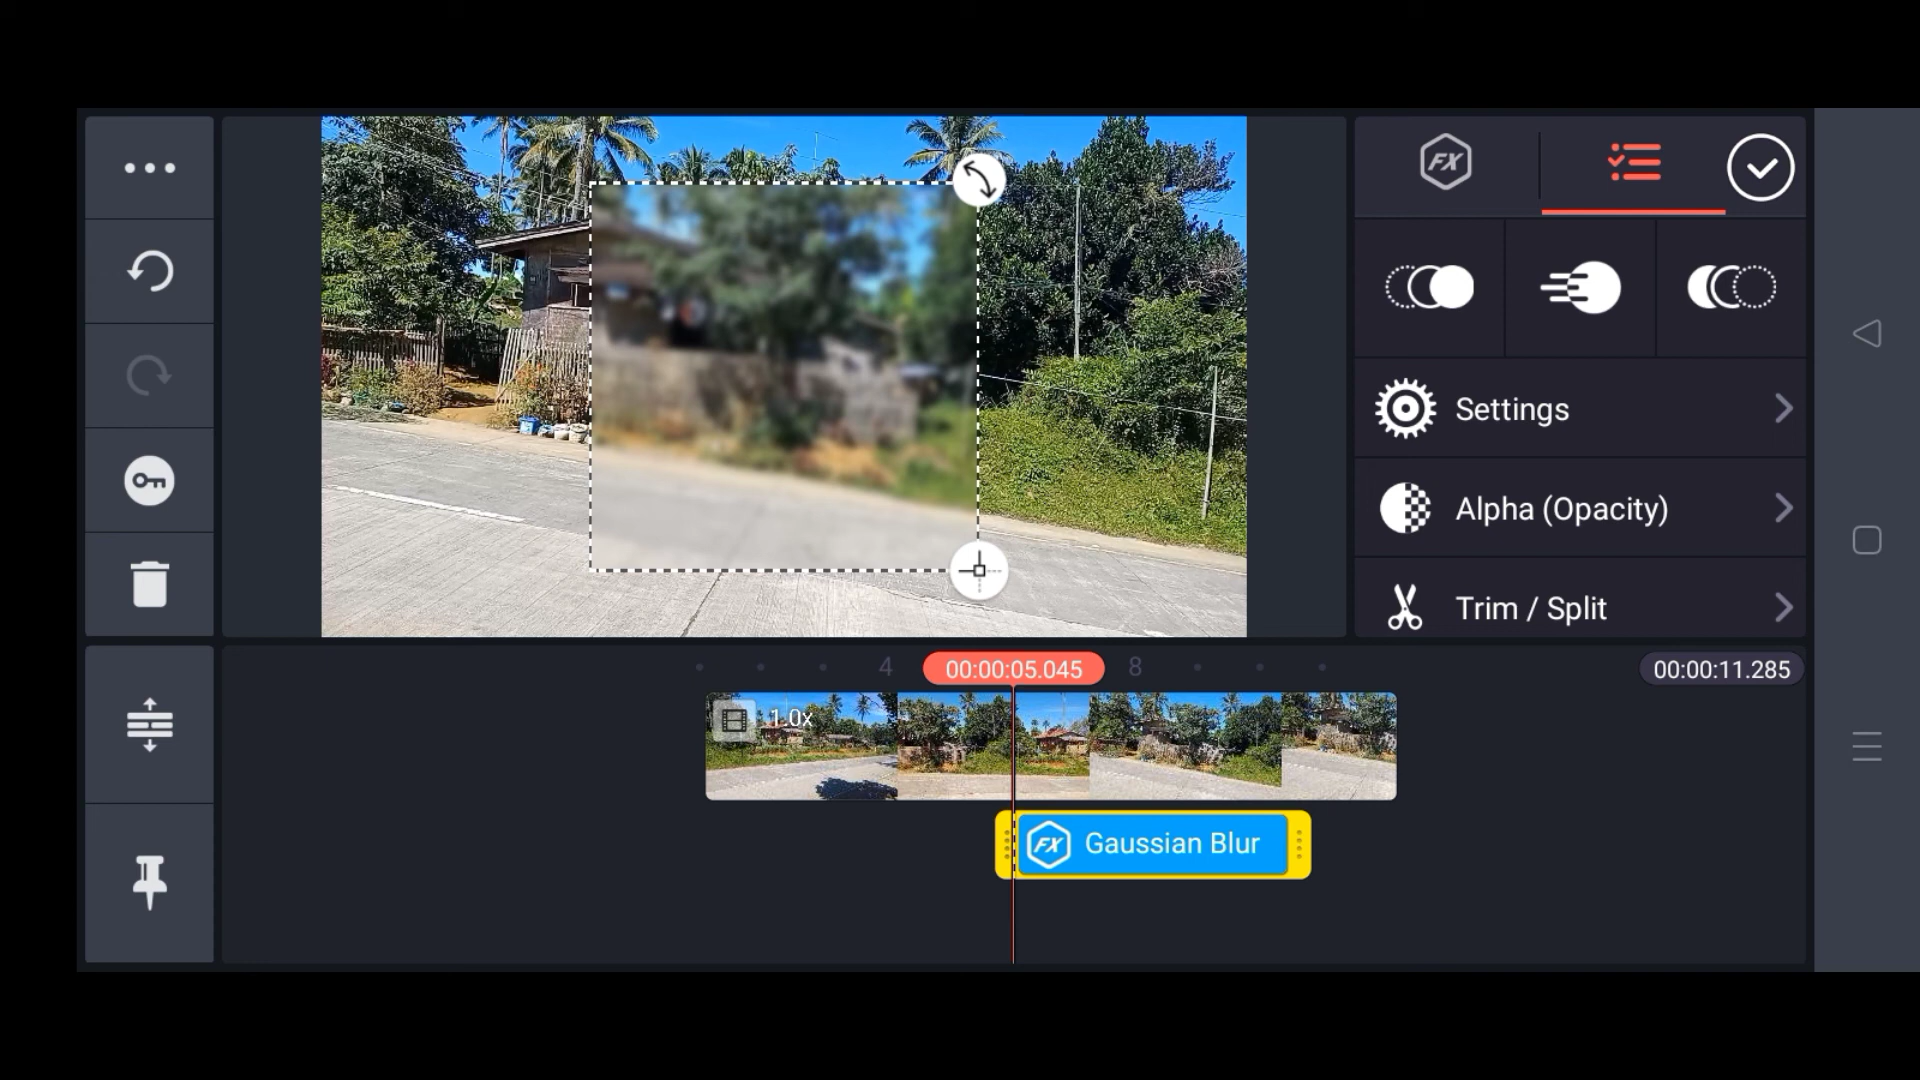 FX
Settings
Alpha (Opacity)
Trim / Split
4
00:00:05.045
8
00:00:11.285
1.0x
FX
Gaussian Blur